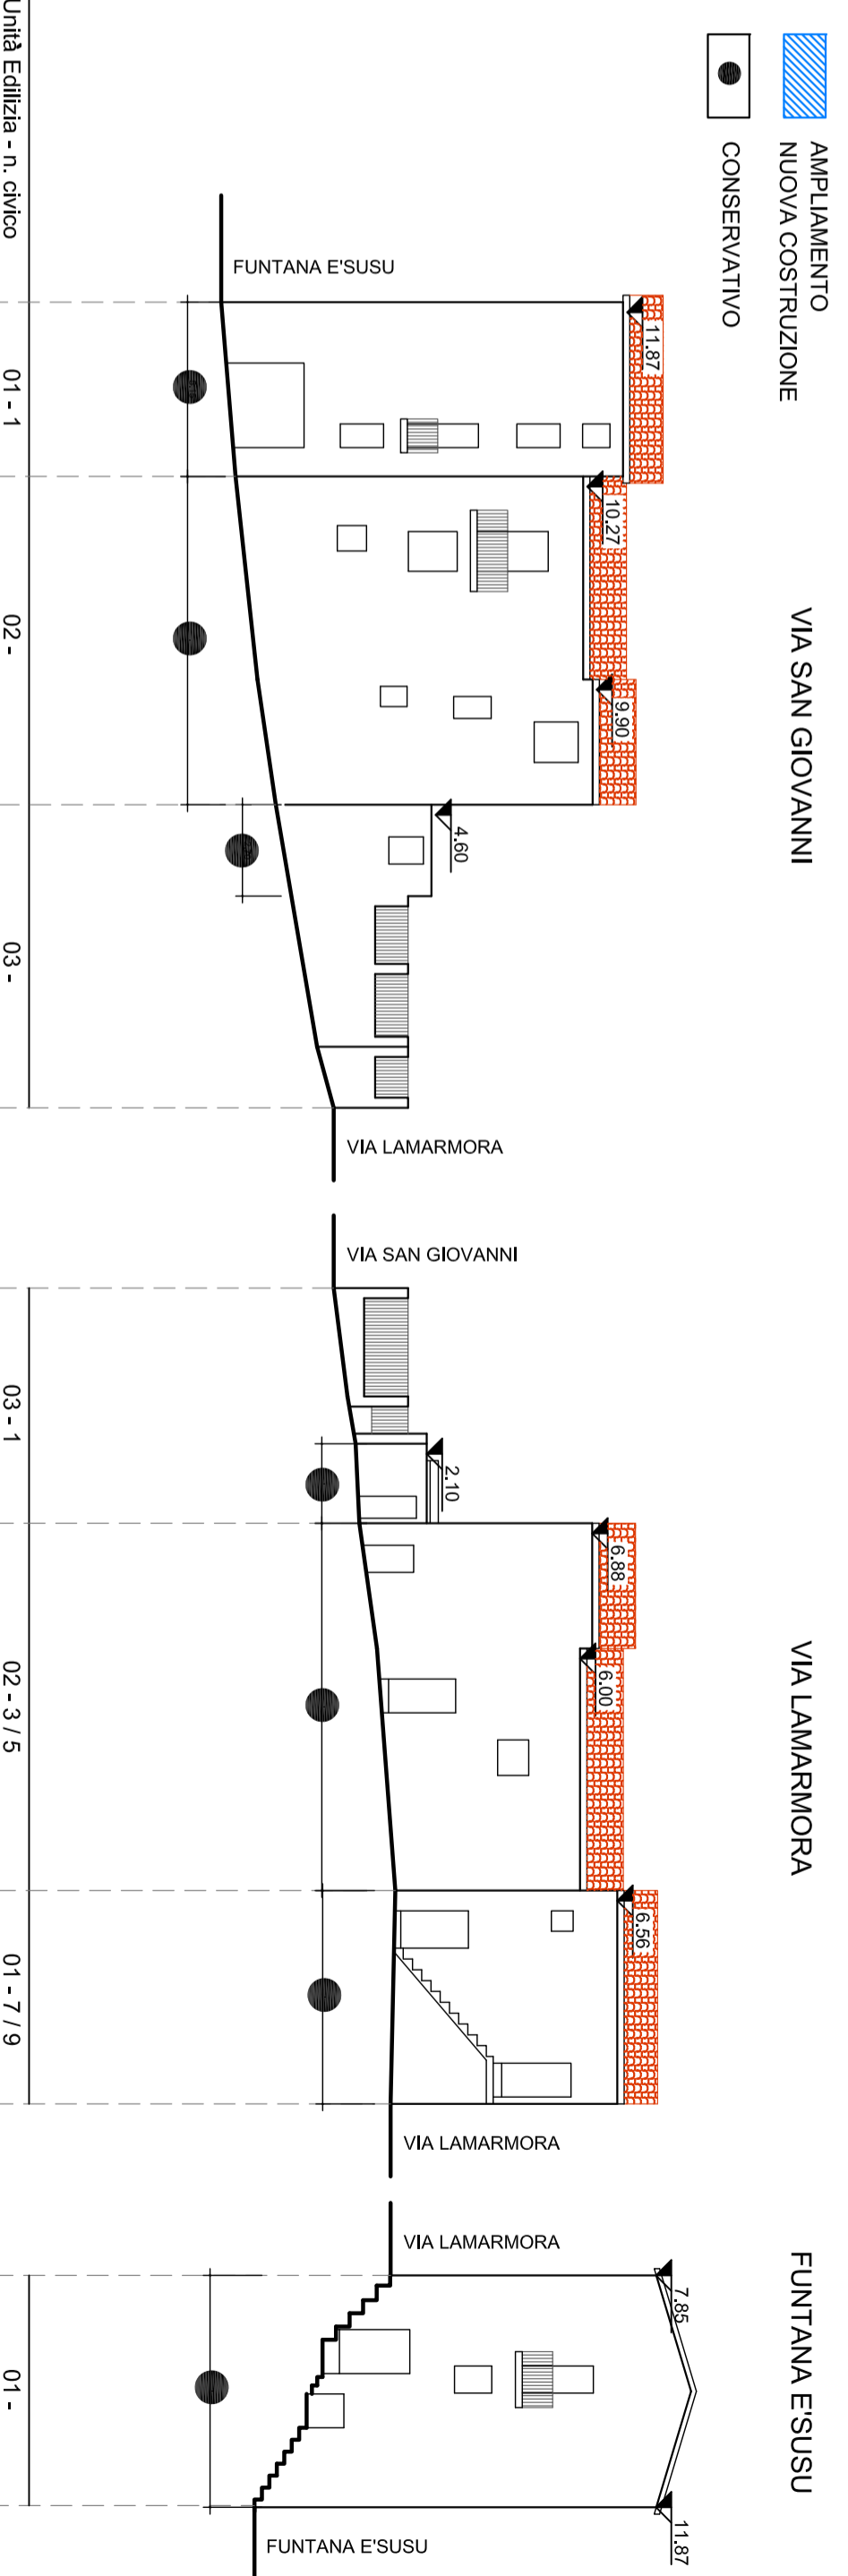 AMPLIAMENTO
NUOVA COSTRUZIONE
CONSERVATIVO
VIA SAN GIOVANNI
VIA LAMARMORA
FUNTANA E'SUSU
11.87
10.27
9.90
4.60
2.10
6.88
6.00
6.56
7.85
11.87
FUNTANA E'SUSU
VIA LAMARMORA
VIA SAN GIOVANNI
VIA LAMARMORA
VIA LAMARMORA
FUNTANA E'SUSU
Unità Edilizia - n. civico
01 - 1
02 -
03 -
03 - 1
02 - 3 / 5
01 - 7 / 9
01 -